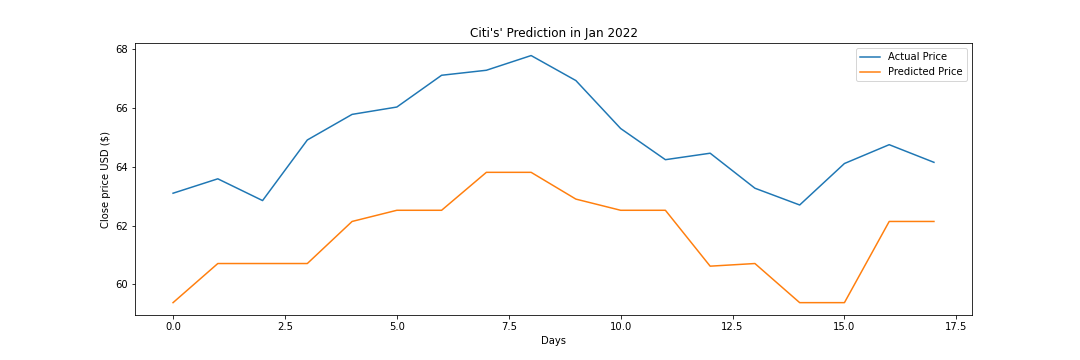 Citi's' Prediction in Jan 2022
Actual Price
Predicted Price
Close price USD ($)
68
66
64
62
60
0.0 2.5 5.0 7.5 10.0 12.5 15.0 17.5
Days